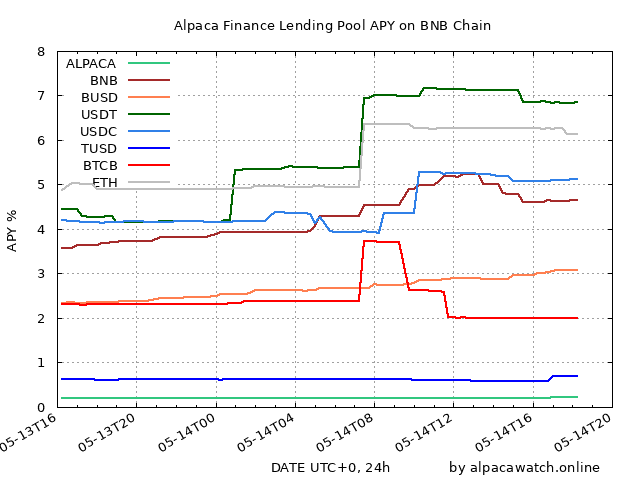 Alpaca Finance Lending Pool APY on BNB Chain
8
7
6
5
4
3
2
1
0
APY %
ALPACA
BNB
BUSD
USDT
USDC
TUSD
BTCB
ETH
05-13T16
05-13T20
05-14T00
05-14T04
05-14T08
05-14T12
05-14T16
05-14T20
DATE UTC+0, 24h
by alpacawatch.online